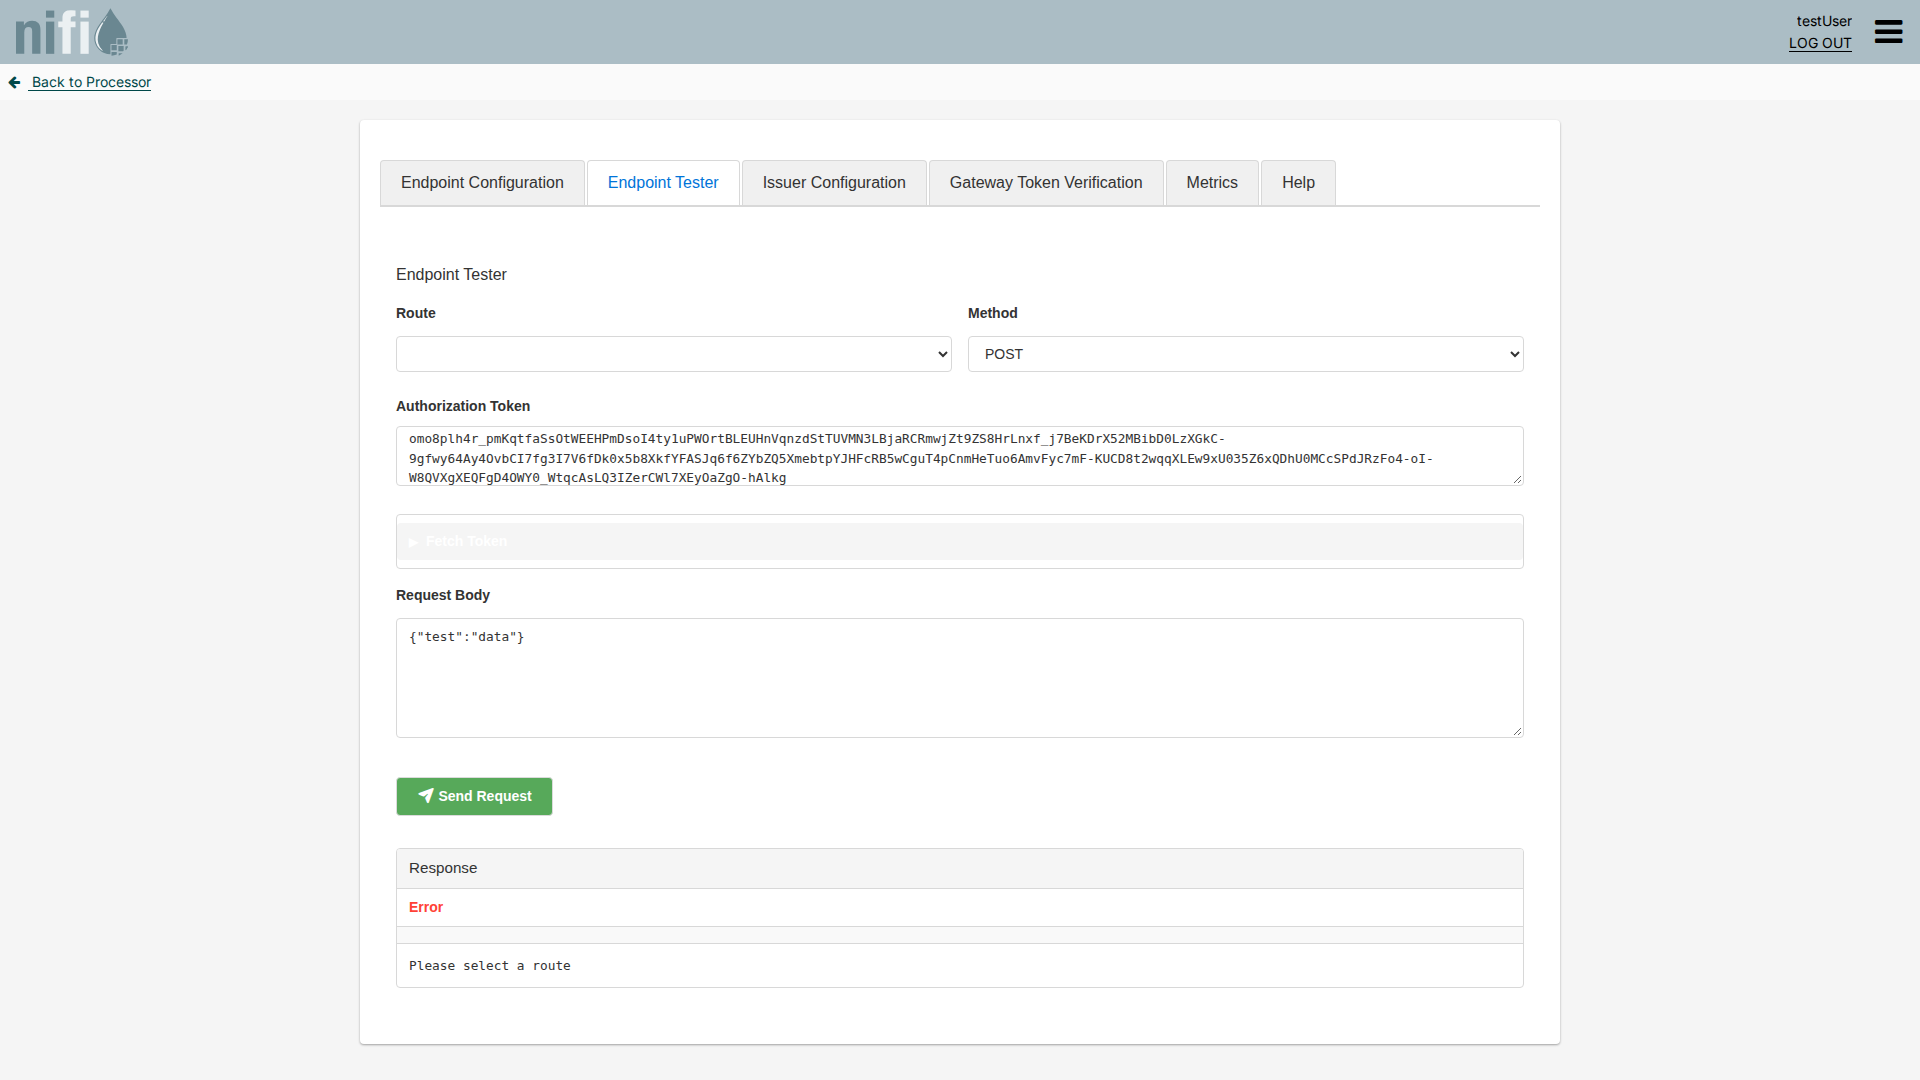 nifi
testUser
LOG OUT
Back to Processor
Endpoint Configuration
Endpoint Tester
Issuer Configuration
Gateway Token Verification
Metrics
Help
Endpoint Tester
Route
Method
POST
Authorization Token
omo8plh4r_pmKqtfaSsOtWEEHPmDsoI4ty1uPWOrtBLEUHnVqnzdStTUVMN3LBjaRCRmwjZt9ZS8HrLnxf_j7BeKDrX52MBibD0LzXGkC-
9gfwy64Ay4OvbCI7fg3I7V6fDk0x5b8XkfYFASJq6f6ZYbZQ5XmebtpYJHFcRB5wCguT4pCnmHeTuo6AmvFyc7mF-KUCD8t2wqqXLEw9xU035Z6xQDhU0MCcSPdJRzFo4-oI-
W8QVXgXEQFgD4OWY0_WtqcAsLQ3IZerCWl7XEyOaZgO-hAlkg
Fetch Token
Request Body
{"test":"data"}
Send Request
Response
Error
Please select a route